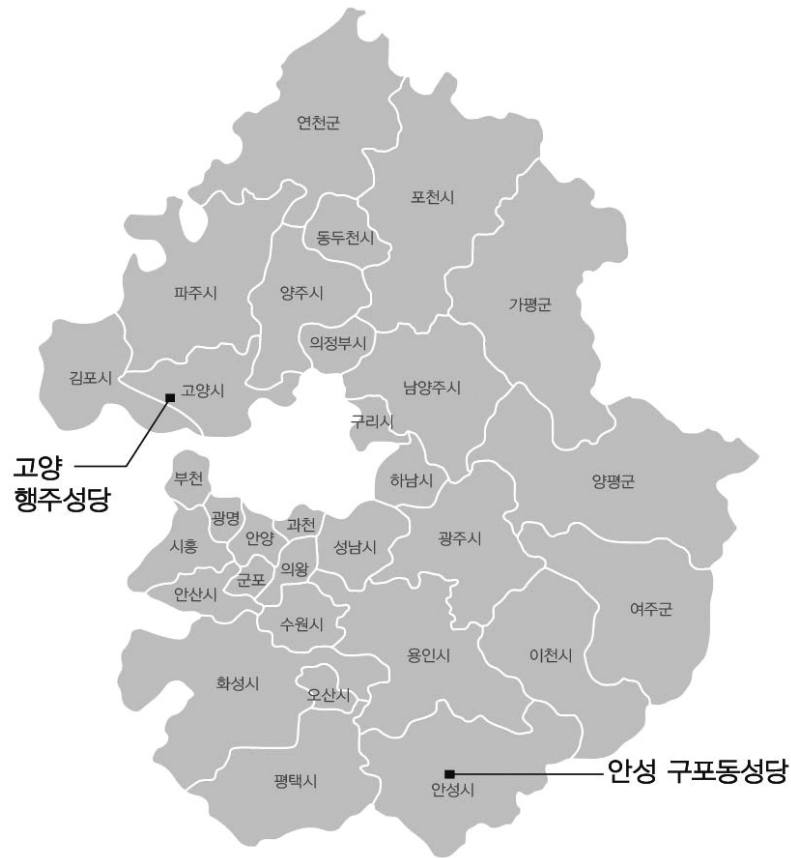 연천군
포천시
동두천시
파주시
양주시
가평군
의정부시
김포시
고양시
남양주시
구리시
고양
행주성당
부천
하남시
양평군
광명
과천
안양
시흥
성남시
광주시
군포
의왕
안산시
여주군
수원시
용인시
이천시
화성시
오산시
평택시
안성 구포동성당
안성시